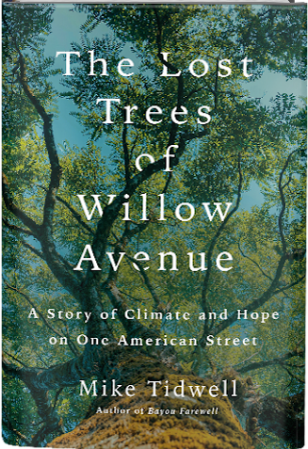 The Lost
Trees
of
Willow
Avenue
A Story of Climate and Hope
on One American Street
Mike Tidwell
Author of Bayou Farewell